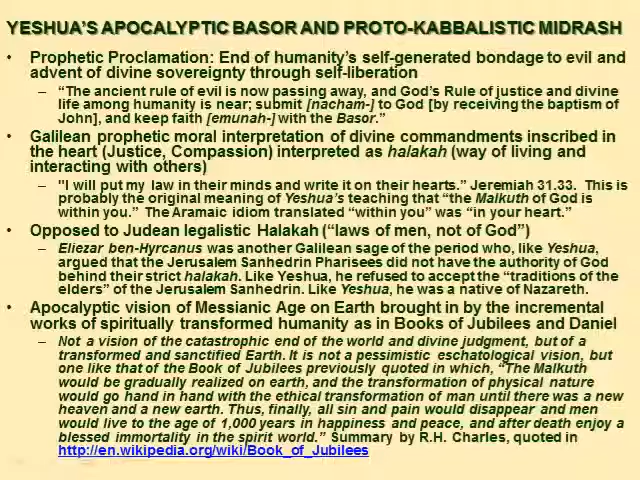 YESHUA'S APOCALYPTIC BASOR AND PROTO-KABBALISTIC MIDRASH
• Prophetic Proclamation: End of humanity's self-generated bondage to evil and
advent of divine sovereignty through self-liberation
– "The ancient rule of evil is now passing away, and God's Rule of justice and divine
life among humanity is near; submit [nacham-] to God [by receiving the baptism of
John], and keep faith [emunah-] with the Basor."
• Galilean prophetic moral interpretation of divine commandments inscribed in
the heart (Justice, Compassion) interpreted as halakah (way of living and
interacting with others)
– "I will put my law in their minds and write it on their hearts." Jeremiah 31.33. This is
probably the original meaning of Yeshua's teaching that "the Malkuth of God is
within you." The Aramaic idiom translated "within you" was "in your heart."
• Opposed to Judean legalistic Halakah ("laws of men, not of God")
– Eliezar ben-Hyrcanus was another Galilean sage of the period who, like Yeshua,
argued that the Jerusalem Sanhedrin Pharisees did not have the authority of God
behind their strict halakah. Like Yeshua, he refused to accept the "traditions of the
elders" of the Jerusalem Sanhedrin. Like Yeshua, he was a native of Nazareth.
• Apocalyptic vision of Messianic Age on Earth brought in by the incremental
works of spiritually transformed humanity as in Books of Jubilees and Daniel
– Not a vision of the catastrophic end of the world and divine judgment, but of a
transformed and sanctified Earth. It is not a pessimistic eschatological vision, but
one like that of the Book of Jubilees previously quoted in which, "The Malkuth
would be gradually realized on earth, and the transformation of physical nature
would go hand in hand with the ethical transformation of man until there was a new
heaven and a new earth. Thus, finally, all sin and pain would disappear and men
would live to the age of 1,000 years in happiness and peace, and after death enjoy a
blessed immortality in the spirit world." Summary by R.H. Charles, quoted in
http://en.wikipedia.org/wiki/Book_of_Jubilees